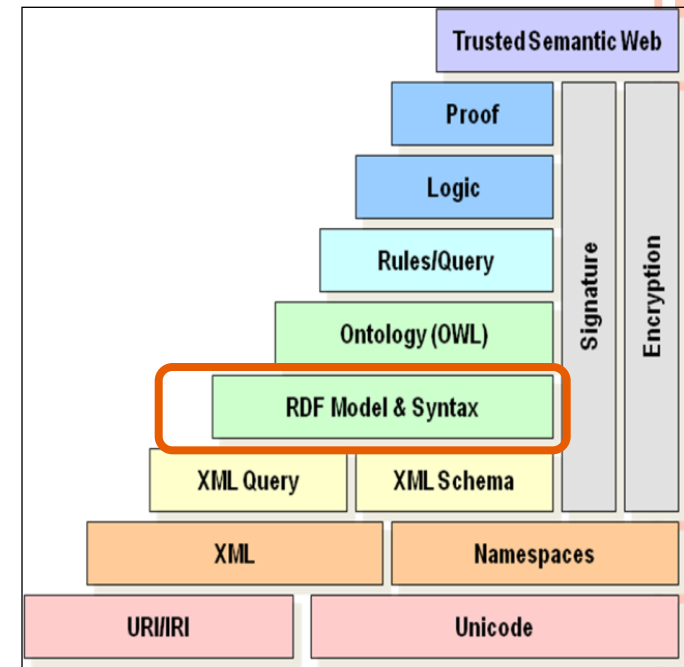 Trusted Semantic Web
Proof
Logic
Rules/Query
Signature
Encryption
Ontology (OWL)
RDF Model & Syntax
XML Query
XML Schema
XML
Namespaces
URI/IRI
Unicode